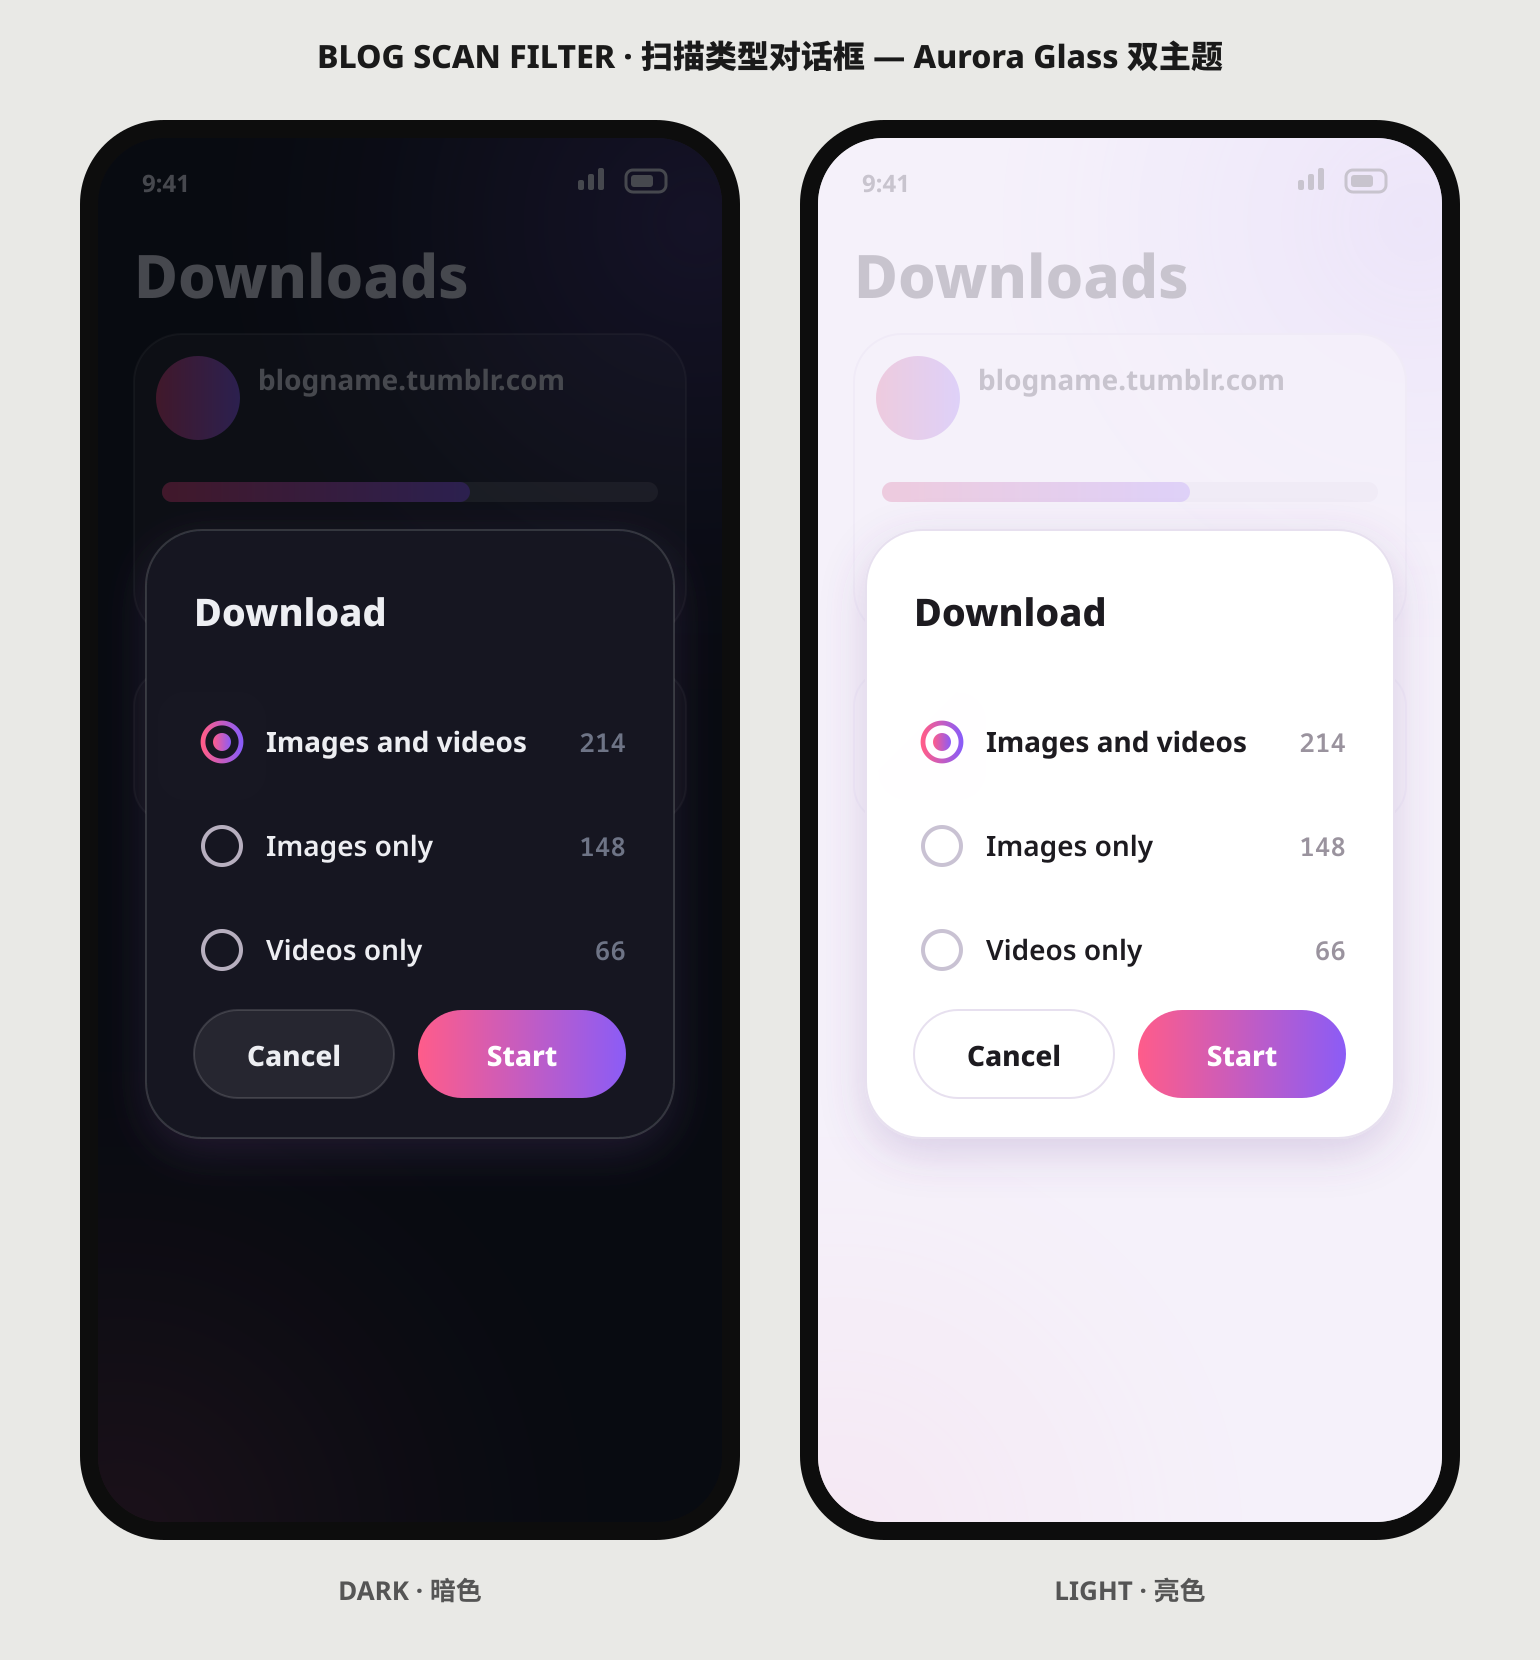 BLOG SCAN FILTER · 扫描类型对话框 — Aurora Glass 双主题
9:41
Downloads
blogname.tumblr.com
Download
Images and videos 214
Images only 148
Videos only 66
Cancel Start
DARK · 暗色
9:41
Downloads
blogname.tumblr.com
Download
Images and videos 214
Images only 148
Videos only 66
Cancel Start
LIGHT · 亮色